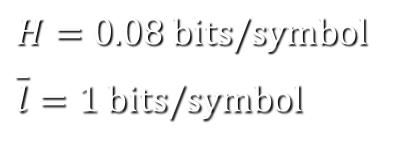 H = 0.08 bits/symbol
l̅ = 1 bits/symbol